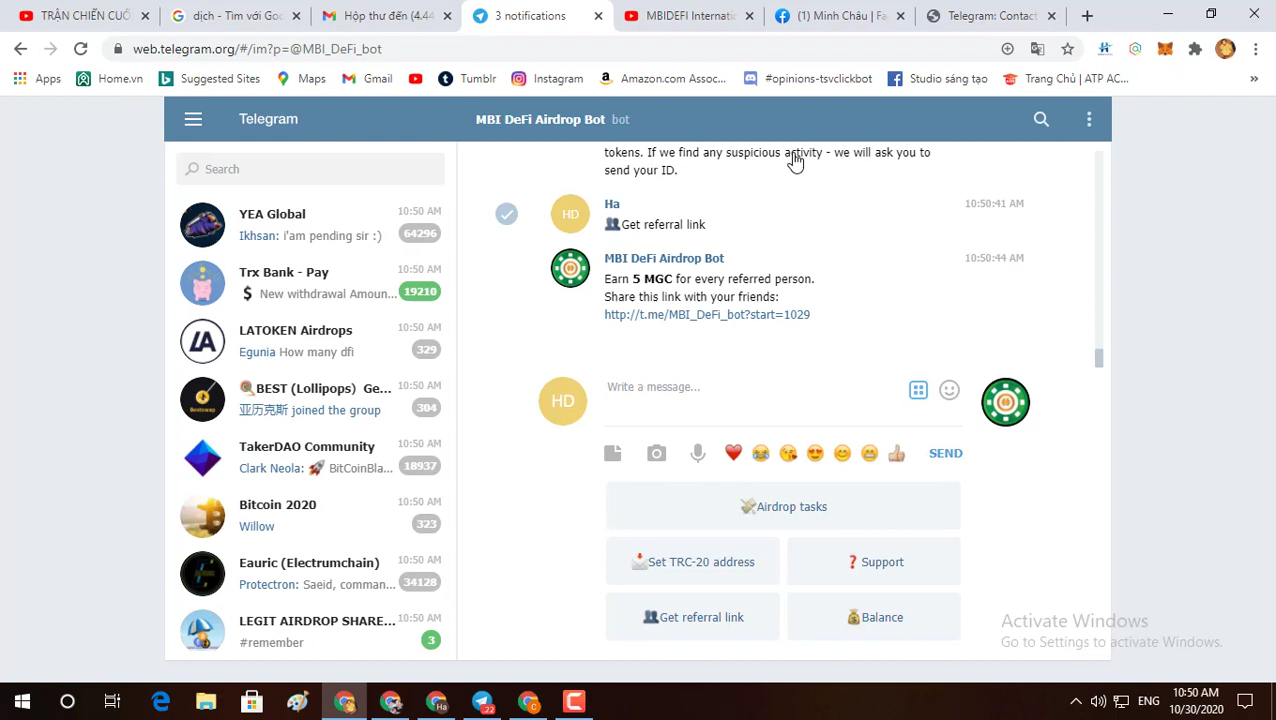 TRẬN CHIẾN CUỐ
dịch - Tìm với Goc
Hộp thư đến (4.44
3 notifications
MBIDEFI Internati
(1) Minh Châu | Fa
Telegram: Contact
web.telegram.org/#/im?p=@MBI_DeFi_bot
Apps
Home.vn
Suggested Sites
Maps
Gmail
Tumblr
Instagram
Amazon.com Assoc...
#opinions-tsvclickbot
Studio sáng tạo
Trang Chủ | ATP AC...
Telegram
MBI DeFi Airdrop Bot bot
Search
YEA Global 10:50 AM
Ikhsan: i'am pending sir :) 64296
Trx Bank - Pay 10:50 AM
New withdrawal Amoun... 19210
LATOKEN Airdrops 10:50 AM
Egunia How many dfi 329
BEST (Lollipops) Ge... 10:50 AM
亚历克斯 joined the group 304
TakerDAO Community 10:50 AM
Clark Neola: BitCoinBla... 18937
Bitcoin 2020 10:50 AM
Willow 323
Eauric (Electrumchain) 10:50 AM
Protectron: Saeid, comman... 34128
LEGIT AIRDROP SHARE... 10:50 AM
#remember 3
tokens. If we find any suspicious activity - we will ask you to
send your ID.
HD
Ha 10:50:41 AM
Get referral link
MBI DeFi Airdrop Bot 10:50:44 AM
Earn 5 MGC for every referred person.
Share this link with your friends:
http://t.me/MBI_DeFi_bot?start=1029
HD
Write a message...
SEND
Airdrop tasks
Set TRC-20 address
Support
Get referral link
Balance
Activate Windows
Go to Settings to activate Windows.
Ha
22
C
ENG
10:50 AM
10/30/2020